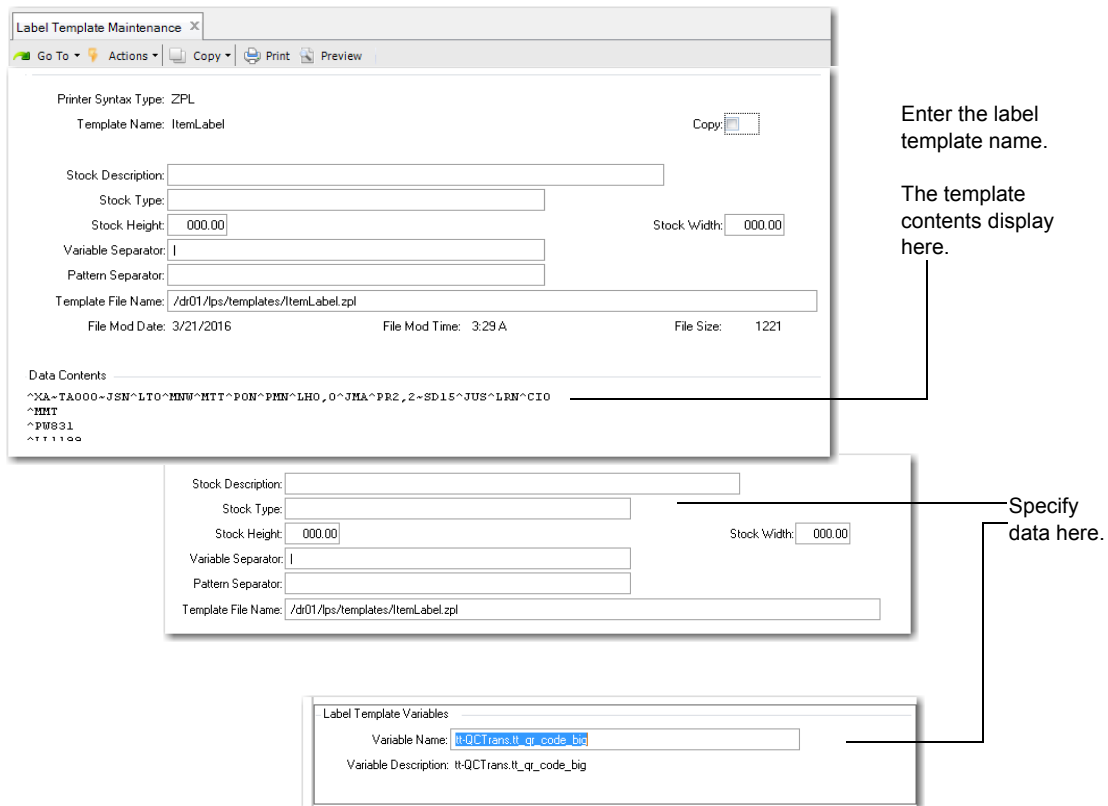 Label Template Maintenance X
Go To Actions Copy Print Preview
Printer Syntax Type: ZPL
Template Name: ItemLabel Copy:
Stock Description:
Stock Type:
Stock Height: 000.00 Stock Width: 000.00
Variable Separator: |
Pattern Separator:
Template File Name: /dr01/lps/templates/ItemLabel.zpl
File Mod Date: 3/21/2016 File Mod Time: 3:29 A File Size: 1221
Data Contents
^XA~TA000~JSN^LT0^MNW^MTT^PON^PMN^LH0,0^JMA^PR2,2~SD15^JUS^LRN^CI0
^MMT
^PW831
^LL1199
Enter the label
template name.
The template
contents display
here.
Stock Description:
Stock Type:
Stock Height: 000.00 Stock Width: 000.00
Variable Separator: |
Pattern Separator:
Template File Name: /dr01/lps/templates/ItemLabel.zpl
Specify
data here.
Label Template Variables
Variable Name: tt-QCTrans.tt_qr_code_big
Variable Description: tt-QCTrans.tt_qr_code_big